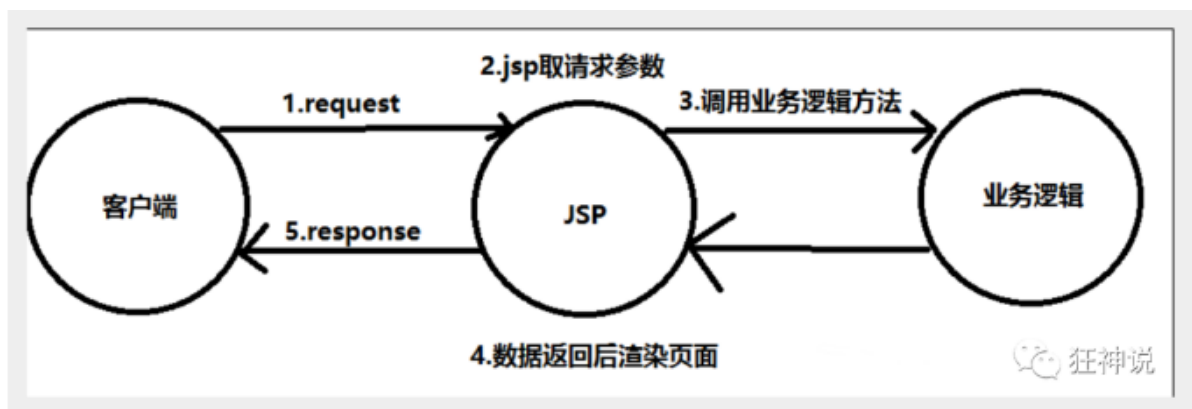 2.jsp取请求参数
1.request
3.调用业务逻辑方法
客户端
JSP
业务逻辑
5.response
4.数据返回后渲染页面
狂神说